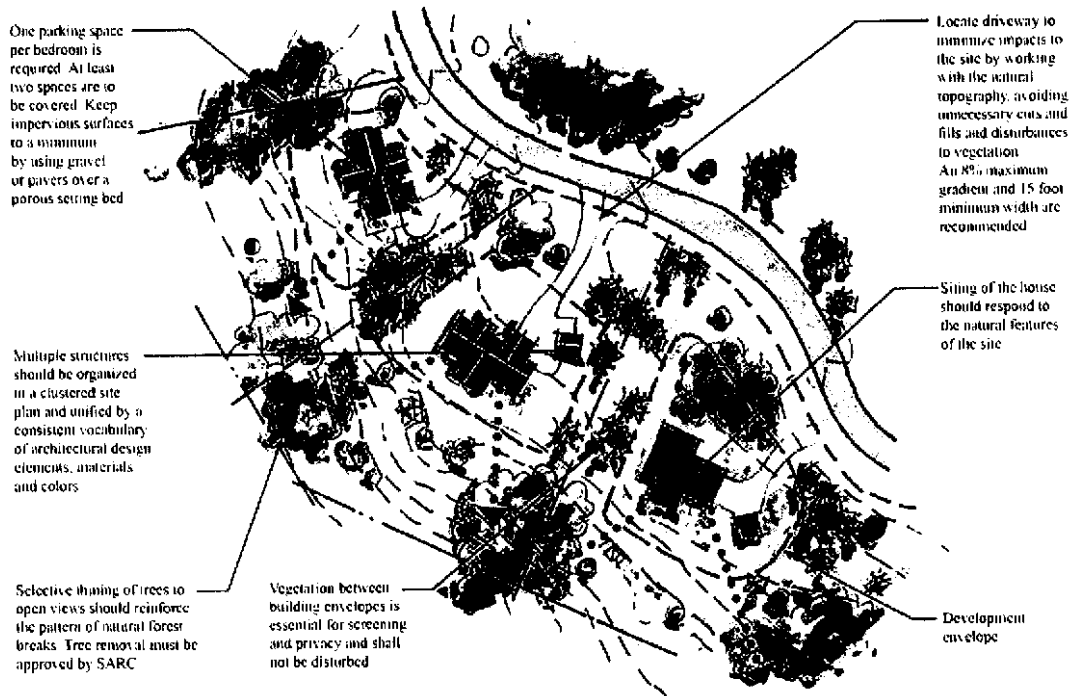 One parking space
per bedroom is
required. At least
two spaces are to
be covered. Keep
impervious surfaces
to a minimum
by using gravel
or pavers over a
porous setting bed
Multiple structures
should be organized
in a clustered site
plan and unified by a
consistent vocabulary
of architectural design
elements, materials
and colors
Selective thining of trees to
open views should reinforce
the pattern of natural forest
breaks. Tree removal must be
approved by SARC
Vegetation between
building envelopes is
essential for screening
and privacy and shall
not be disturbed
Locate driveway to
minimize impacts to
the site by working
with the natural
topography, avoiding
unnecessary cuts and
fills and disturbances
to vegetation
An 8% maximum
gradient and 15 foot
minimum width are
recommended
Siting of the house
should respond to
the natural features
of the site
Development
envelope